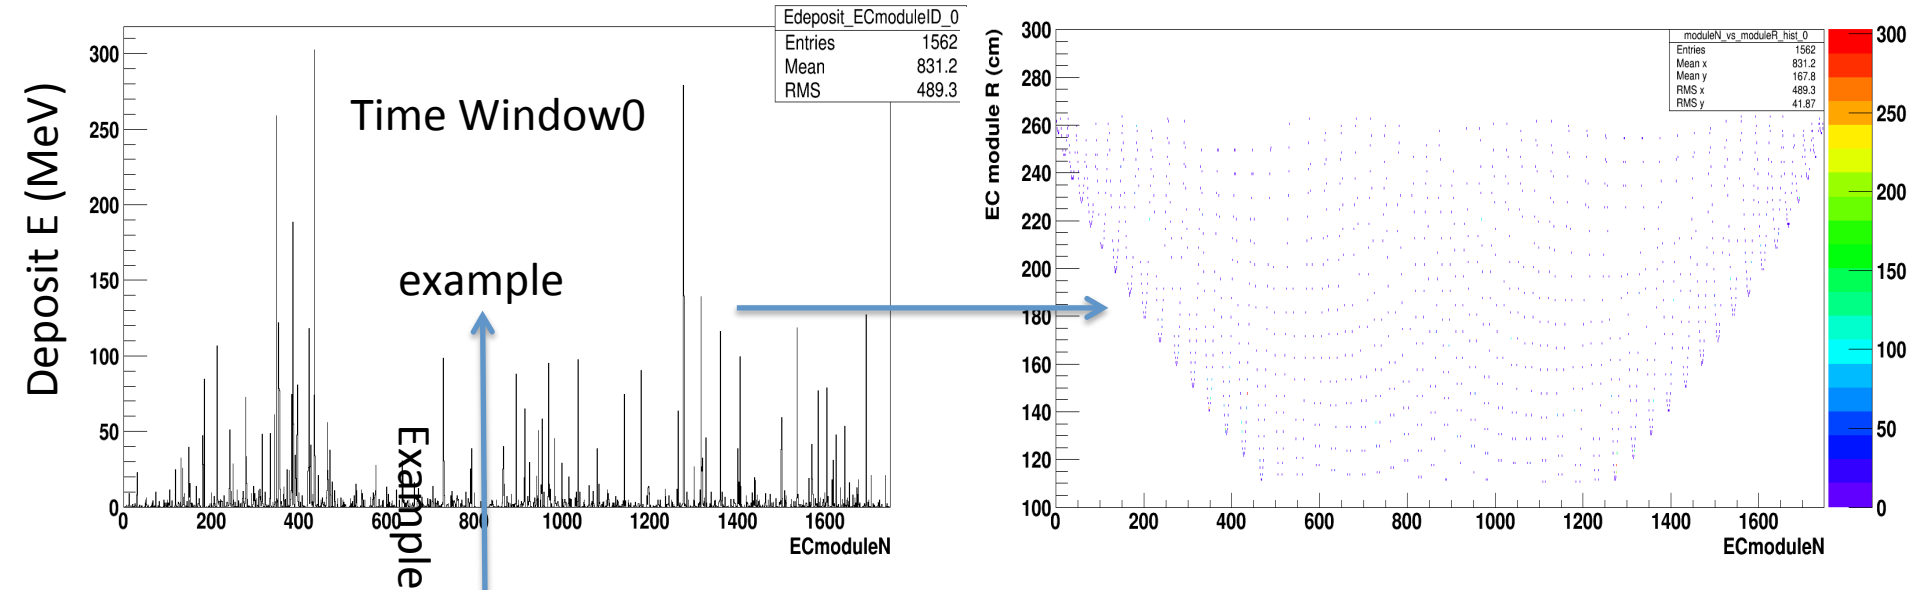 Edeposit_ECmoduleID_0
Entries 1562
Mean 831.2
RMS 489.3
Deposit E (MeV)
300
250
200
150
100
50
0
Time Window0
example
Example
0 200 400 600 800 1000 1200 1400 1600
ECmoduleN
moduleN_vs_moduleR_hist_0
Entries 1562
Mean x 831.2
Mean y 167.8
RMS x 489.3
RMS y 41.87
EC module R (cm)
300
280
260
240
220
200
180
160
140
120
100
0 200 400 600 800 1000 1200 1400 1600
ECmoduleN
300
250
200
150
100
50
0